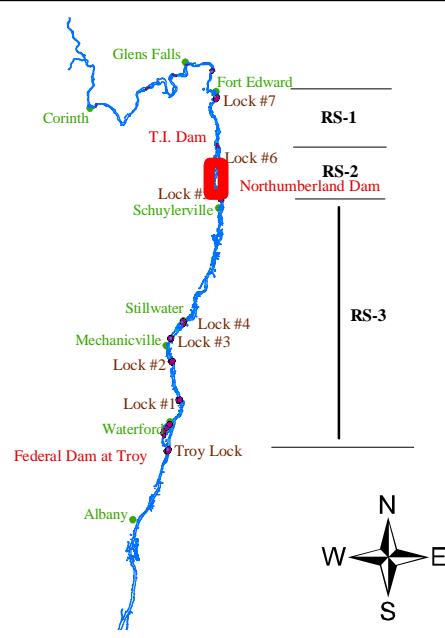 Glens Falls
Fort Edward
Lock #7
Corinth
RS-1
T.I. Dam
Lock #6
RS-2
Northumberland Dam
Lock #
Schuylerville
Stillwater
RS-3
Lock #4
Mechanicville
Lock #3
Lock #2
Lock #1
Waterford
Federal Dam at Troy
Troy Lock
Albany
N
W
E
S